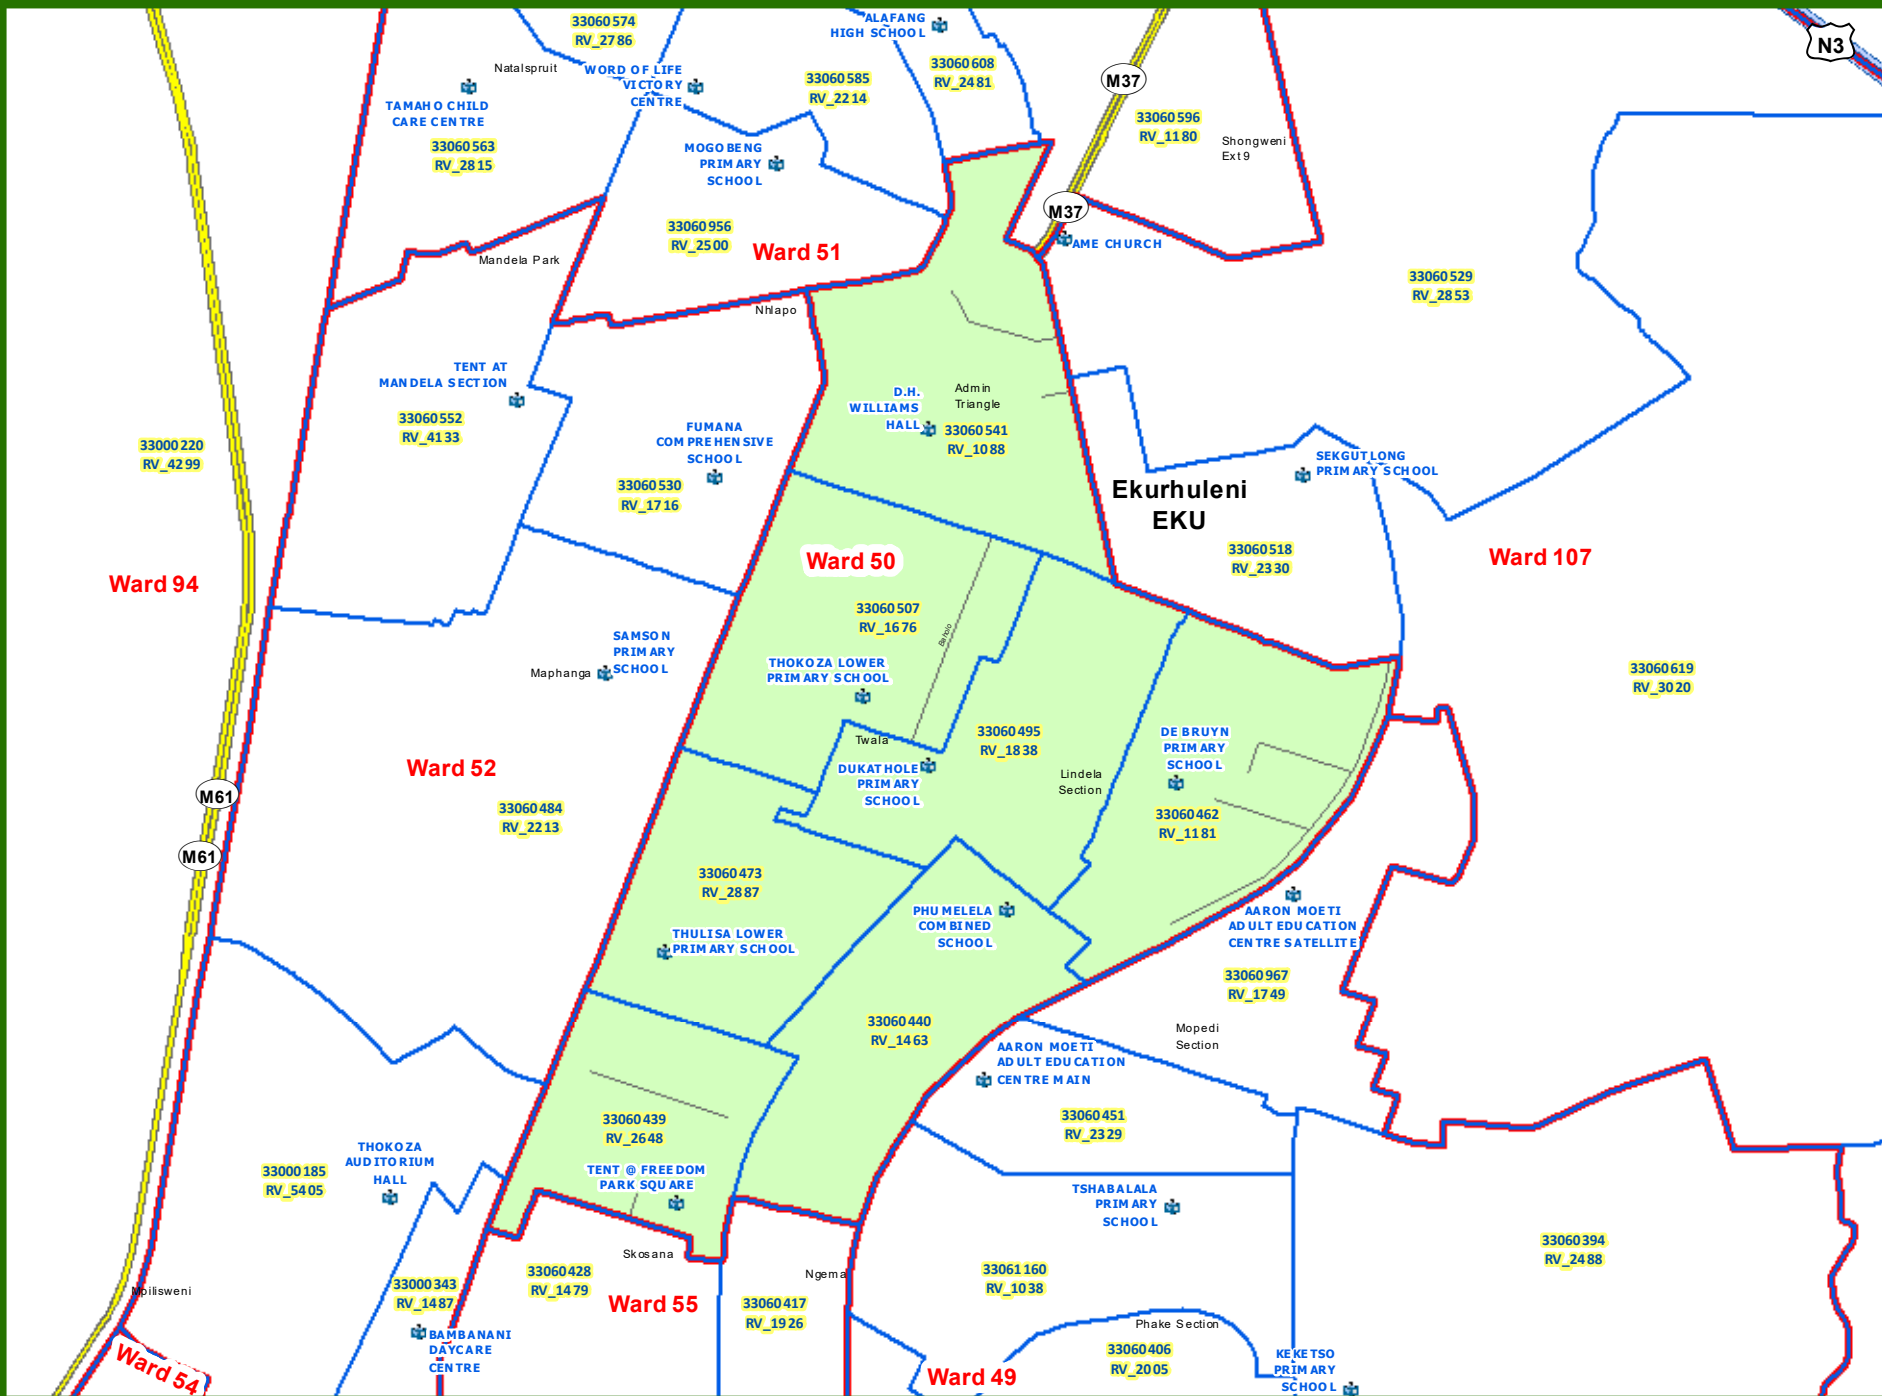 33060574
RV_2786
ALAFANG
HIGH SCHOOL
N3
Natalspruit
WORD OF LIFE
VICTORY
CENTRE
33060585
RV_2214
33060608
RV_2481
M37
TAMAHO CHILD
CARE CENTRE
33060563
RV_2815
33060596
RV_1180
Shongweni
Ext 9
MOGOBENG
PRIMARY
SCHOOL
M37
33060956
RV_2500
Ward 51
AME CHURCH
Mandela Park
33060529
RV_2853
Nhlapo
TENT AT
MANDELA SECTION
33060552
RV_4133
D.H.
WILLIAMS
HALL
Admin
Triangle
33060541
RV_1088
33000220
RV_4299
FUMANA
COMPREHENSIVE
SCHOOL
33060530
RV_1716
SEKGUTLONG
PRIMARY SCHOOL
Ekurhuleni
EKU
Ward 50
33060518
RV_2330
Ward 107
Ward 94
33060507
RV_1676
Baholo
SAMSON
PRIMARY
SCHOOL
Maphanga
THOKOZA LOWER
PRIMARY SCHOOL
33060619
RV_3020
Twala
33060495
RV_1838
DE BRUYN
PRIMARY
SCHOOL
Ward 52
DUKATHOLE
PRIMARY
SCHOOL
Lindela
Section
M61
33060484
RV_2213
33060462
RV_1181
M61
33060473
RV_2887
PHUMELELA
COMBINED
SCHOOL
AARON MOETI
ADULT EDUCATION
CENTRE SATELLITE
THULISA LOWER
PRIMARY SCHOOL
33060967
RV_1749
33060440
RV_1463
Mopedi
Section
AARON MOETI
ADULT EDUCATION
CENTRE MAIN
33060439
RV_2648
33060451
RV_2329
THOKOZA
AUDITORIUM
HALL
33000185
RV_5405
TENT @ FREEDOM
PARK SQUARE
TSHABALALA
PRIMARY
SCHOOL
Skosana
33060394
RV_2488
33000343
RV_1487
33060428
RV_1479
Ngema
33061160
RV_1038
Mpilisweni
Ward 55
33060417
RV_1926
Phake Section
BAMBANANI
DAYCARE
CENTRE
33060406
RV_2005
Ward 54
Ward 49
KEKETSO
PRIMARY
SCHOOL